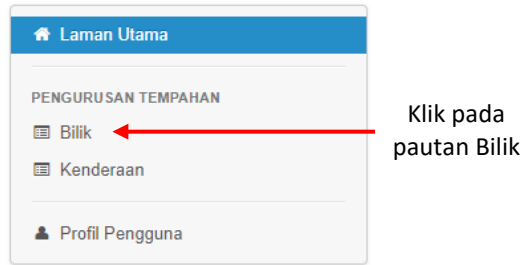 Laman Utama
PENGURUSAN TEMPAHAN
Bilik
Kenderaan
Profil Pengguna
Klik pada
pautan Bilik